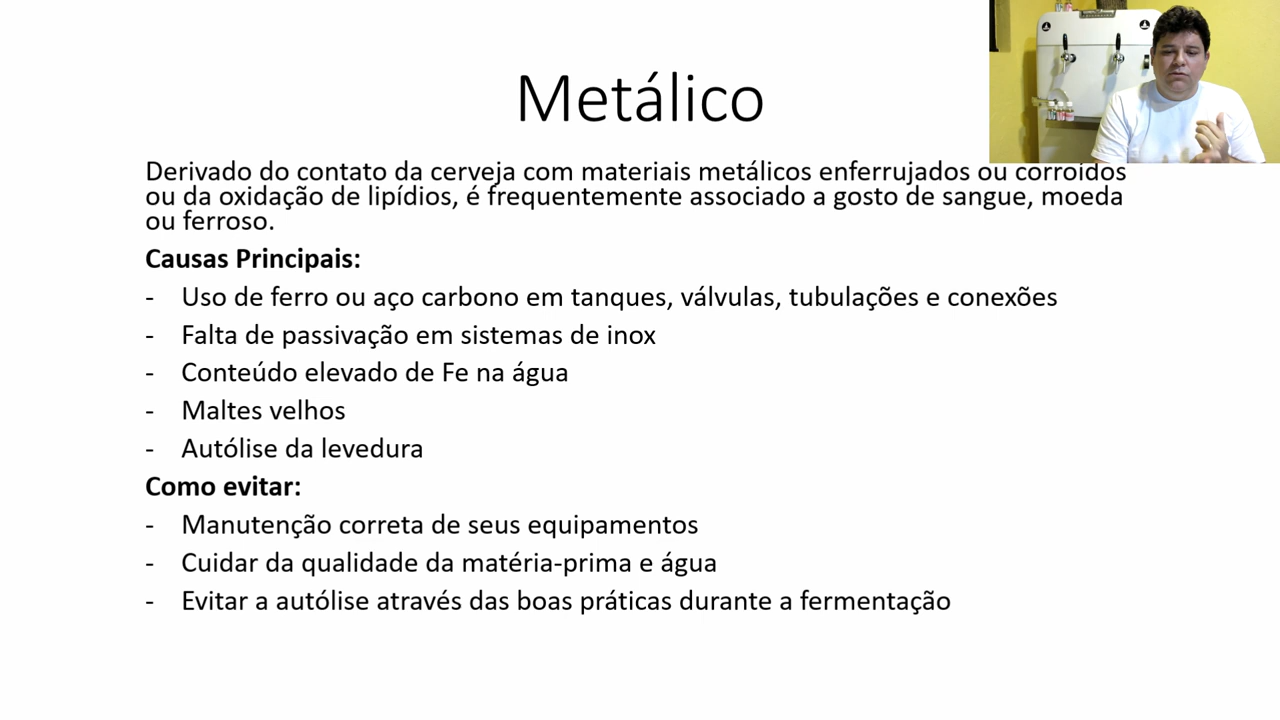 Metálico
Derivado do contato da cerveja com materiais metálicos enferrujados ou corroídos
ou da oxidação de lipídios, é frequentemente associado a gosto de sangue, moeda
ou ferroso.
Causas Principais:
- Uso de ferro ou aço carbono em tanques, válvulas, tubulações e conexões
- Falta de passivação em sistemas de inox
- Conteúdo elevado de Fe na água
- Maltes velhos
- Autólise da levedura
Como evitar:
- Manutenção correta de seus equipamentos
- Cuidar da qualidade da matéria-prima e água
- Evitar a autólise através das boas práticas durante a fermentação